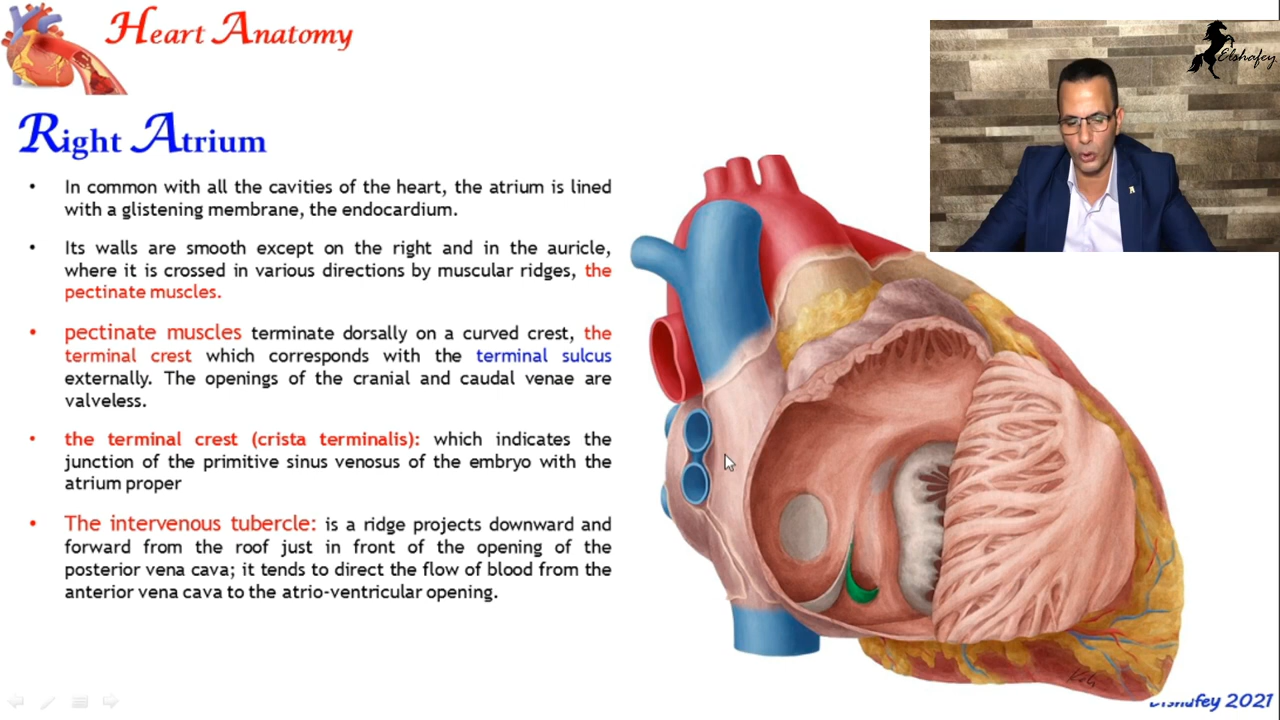 Heart Anatomy
Elshafey
Right Atrium
• In common with all the cavities of the heart, the atrium is lined
with a glistening membrane, the endocardium.
• Its walls are smooth except on the right and in the auricle,
where it is crossed in various directions by muscular ridges, the
pectinate muscles.
• pectinate muscles terminate dorsally on a curved crest, the
terminal crest which corresponds with the terminal sulcus
externally. The openings of the cranial and caudal venae are
valveless.
• the terminal crest (crista terminalis): which indicates the
junction of the primitive sinus venosus of the embryo with the
atrium proper
• The intervenous tubercle: is a ridge projects downward and
forward from the roof just in front of the opening of the
posterior vena cava; it tends to direct the flow of blood from the
anterior vena cava to the atrio-ventricular opening.
Elshafey 2021